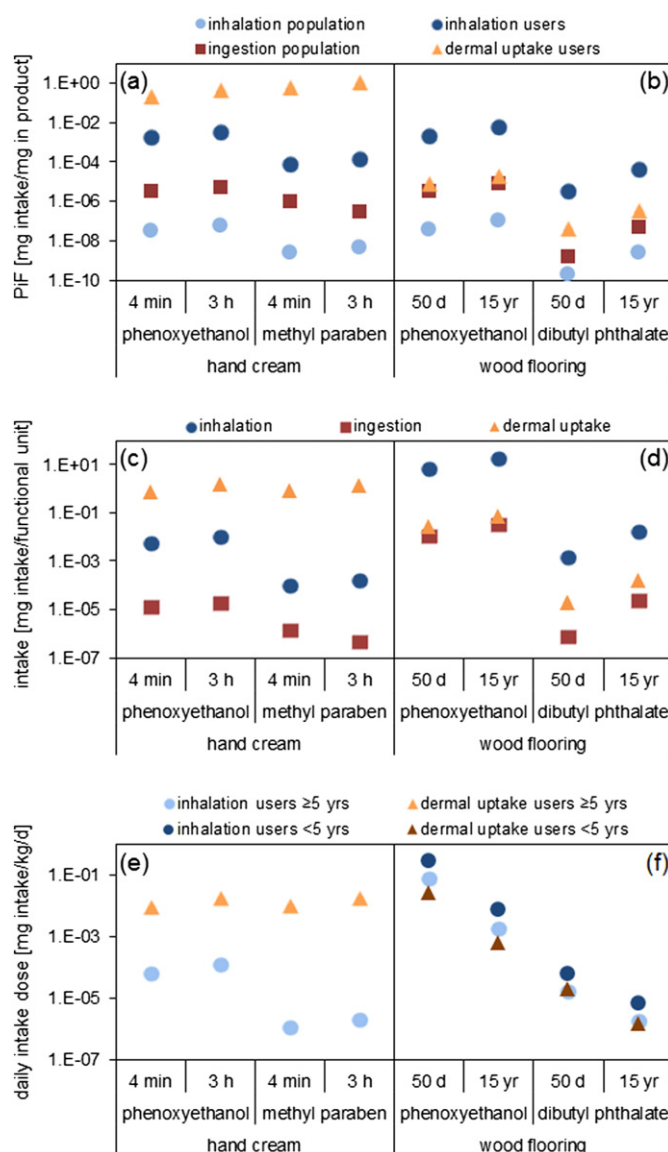 inhalation population inhalation users
ingestion population dermal uptake users
PiF [mg intake/mg in product]
1.E+00
1.E-02
1.E-04
1.E-06
1.E-08
1.E-10
(a) (b)
4 min 3 h 4 min 3 h 50 d 15 yr 50 d 15 yr
phenoxyethanol methyl paraben phenoxyethanol dibutyl phthalate
hand cream wood flooring
inhalation ingestion dermal uptake
intake [mg intake/functional unit]
1.E+01
1.E-01
1.E-03
1.E-05
1.E-07
(c) (d)
4 min 3 h 4 min 3 h 50 d 15 yr 50 d 15 yr
phenoxyethanol methyl paraben phenoxyethanol dibutyl phthalate
hand cream wood flooring
inhalation users ≥5 yrs dermal uptake users ≥5 yrs
inhalation users <5 yrs dermal uptake users <5 yrs
daily intake dose [mg intake/kg/d]
1.E-01
1.E-03
1.E-05
1.E-07
(e) (f)
4 min 3 h 4 min 3 h 50 d 15 yr 50 d 15 yr
phenoxyethanol methyl paraben phenoxyethanol dibutyl phthalate
hand cream wood flooring